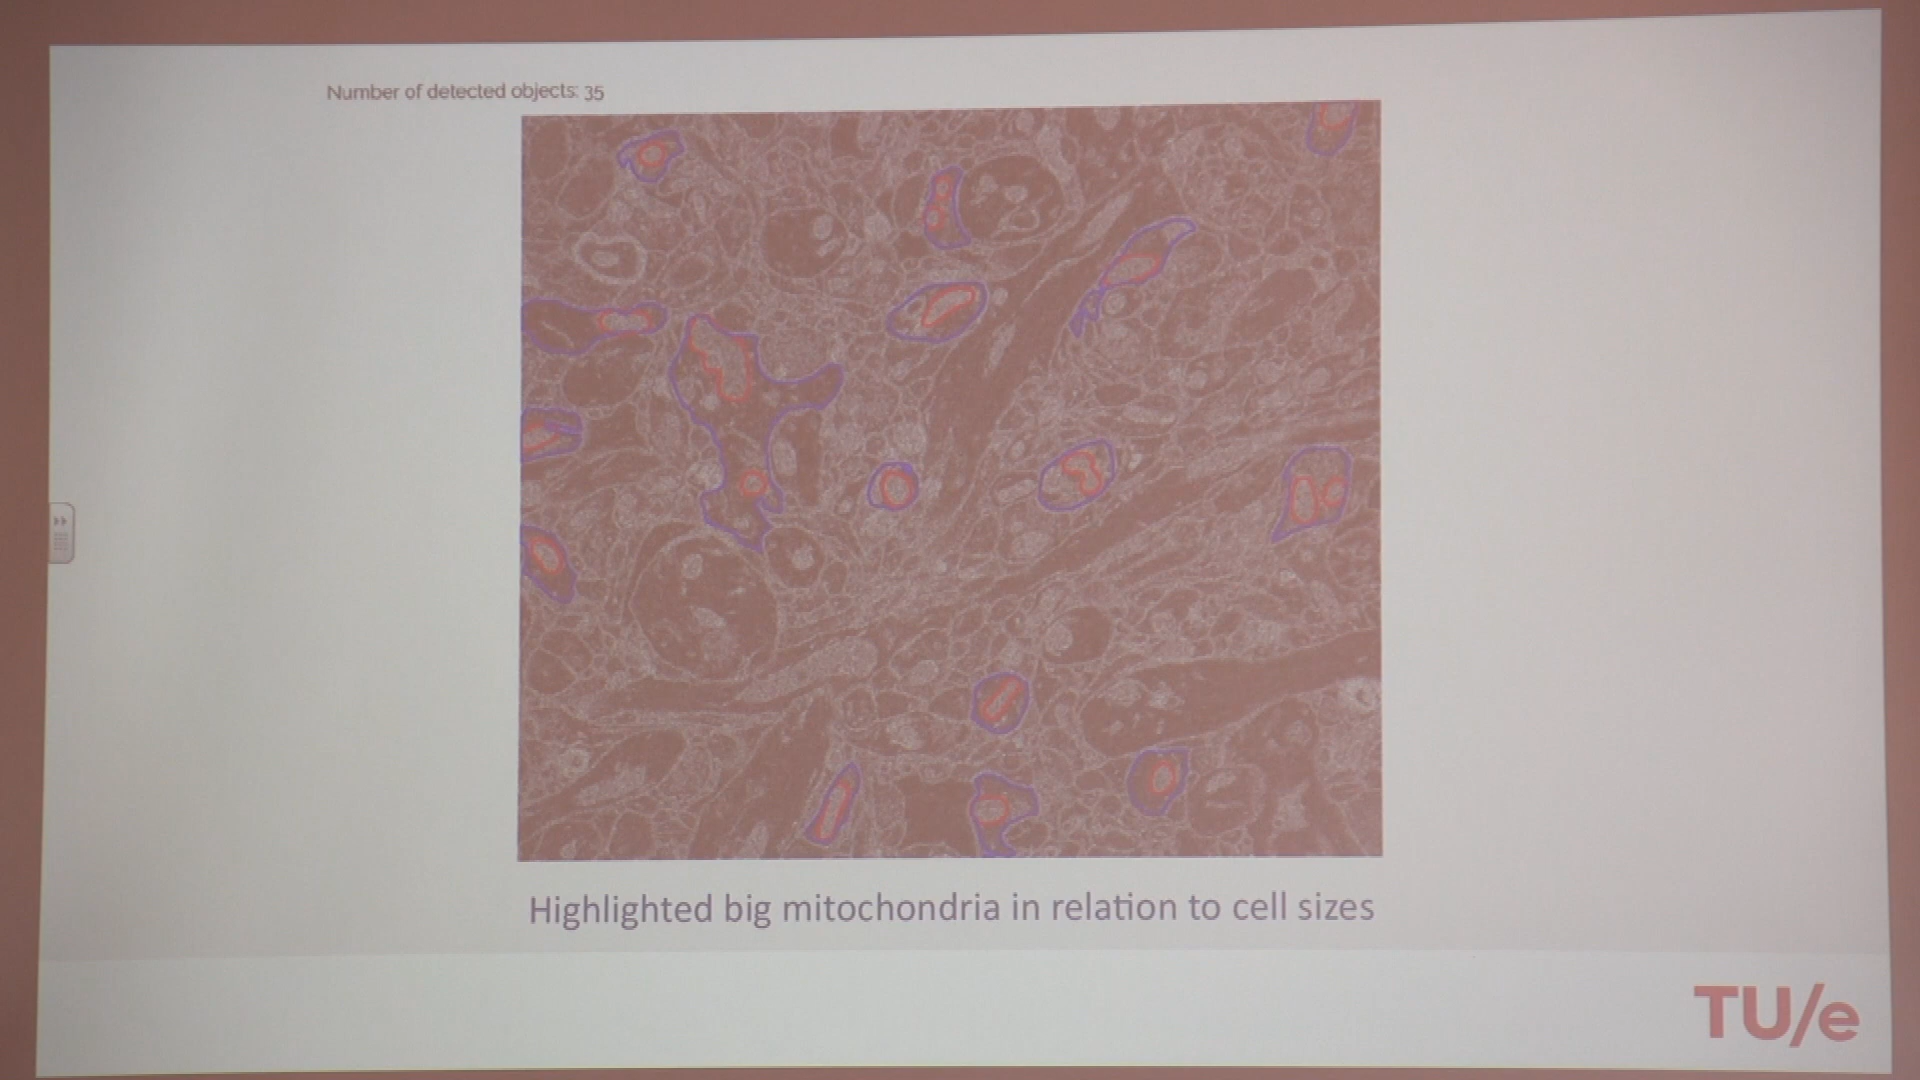 Number of detected objects: 35
Highlighted big mitochondria in relation to cell sizes
TU/e